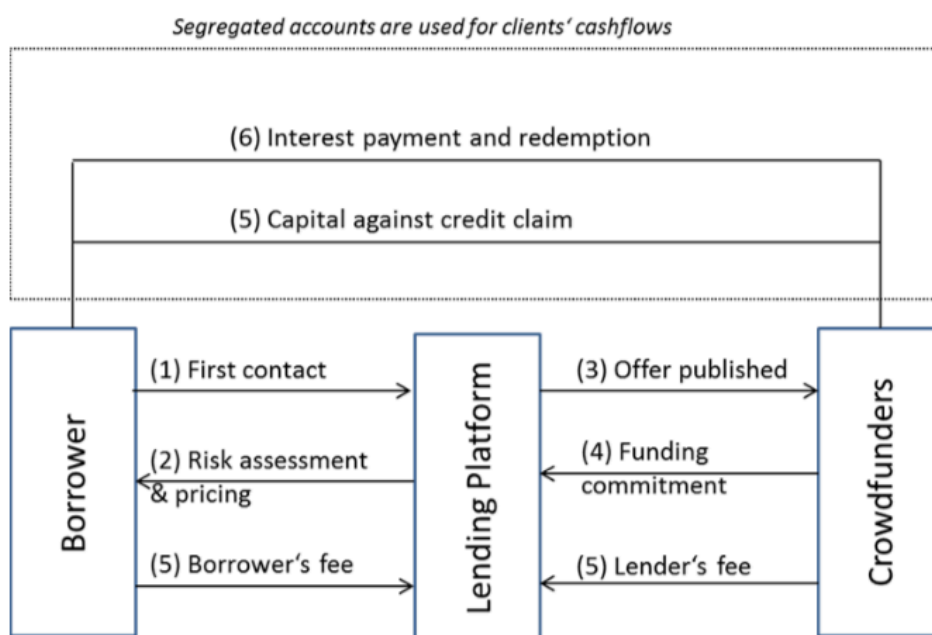 Segregated accounts are used for clients‘ cashflows
(6) Interest payment and redemption
(5) Capital against credit claim
(1) First contact
(3) Offer published
(2) Risk assessment
& pricing
(4) Funding
commitment
(5) Borrower‘s fee
(5) Lender‘s fee
Borrower
Lending Platform
Crowdfunders